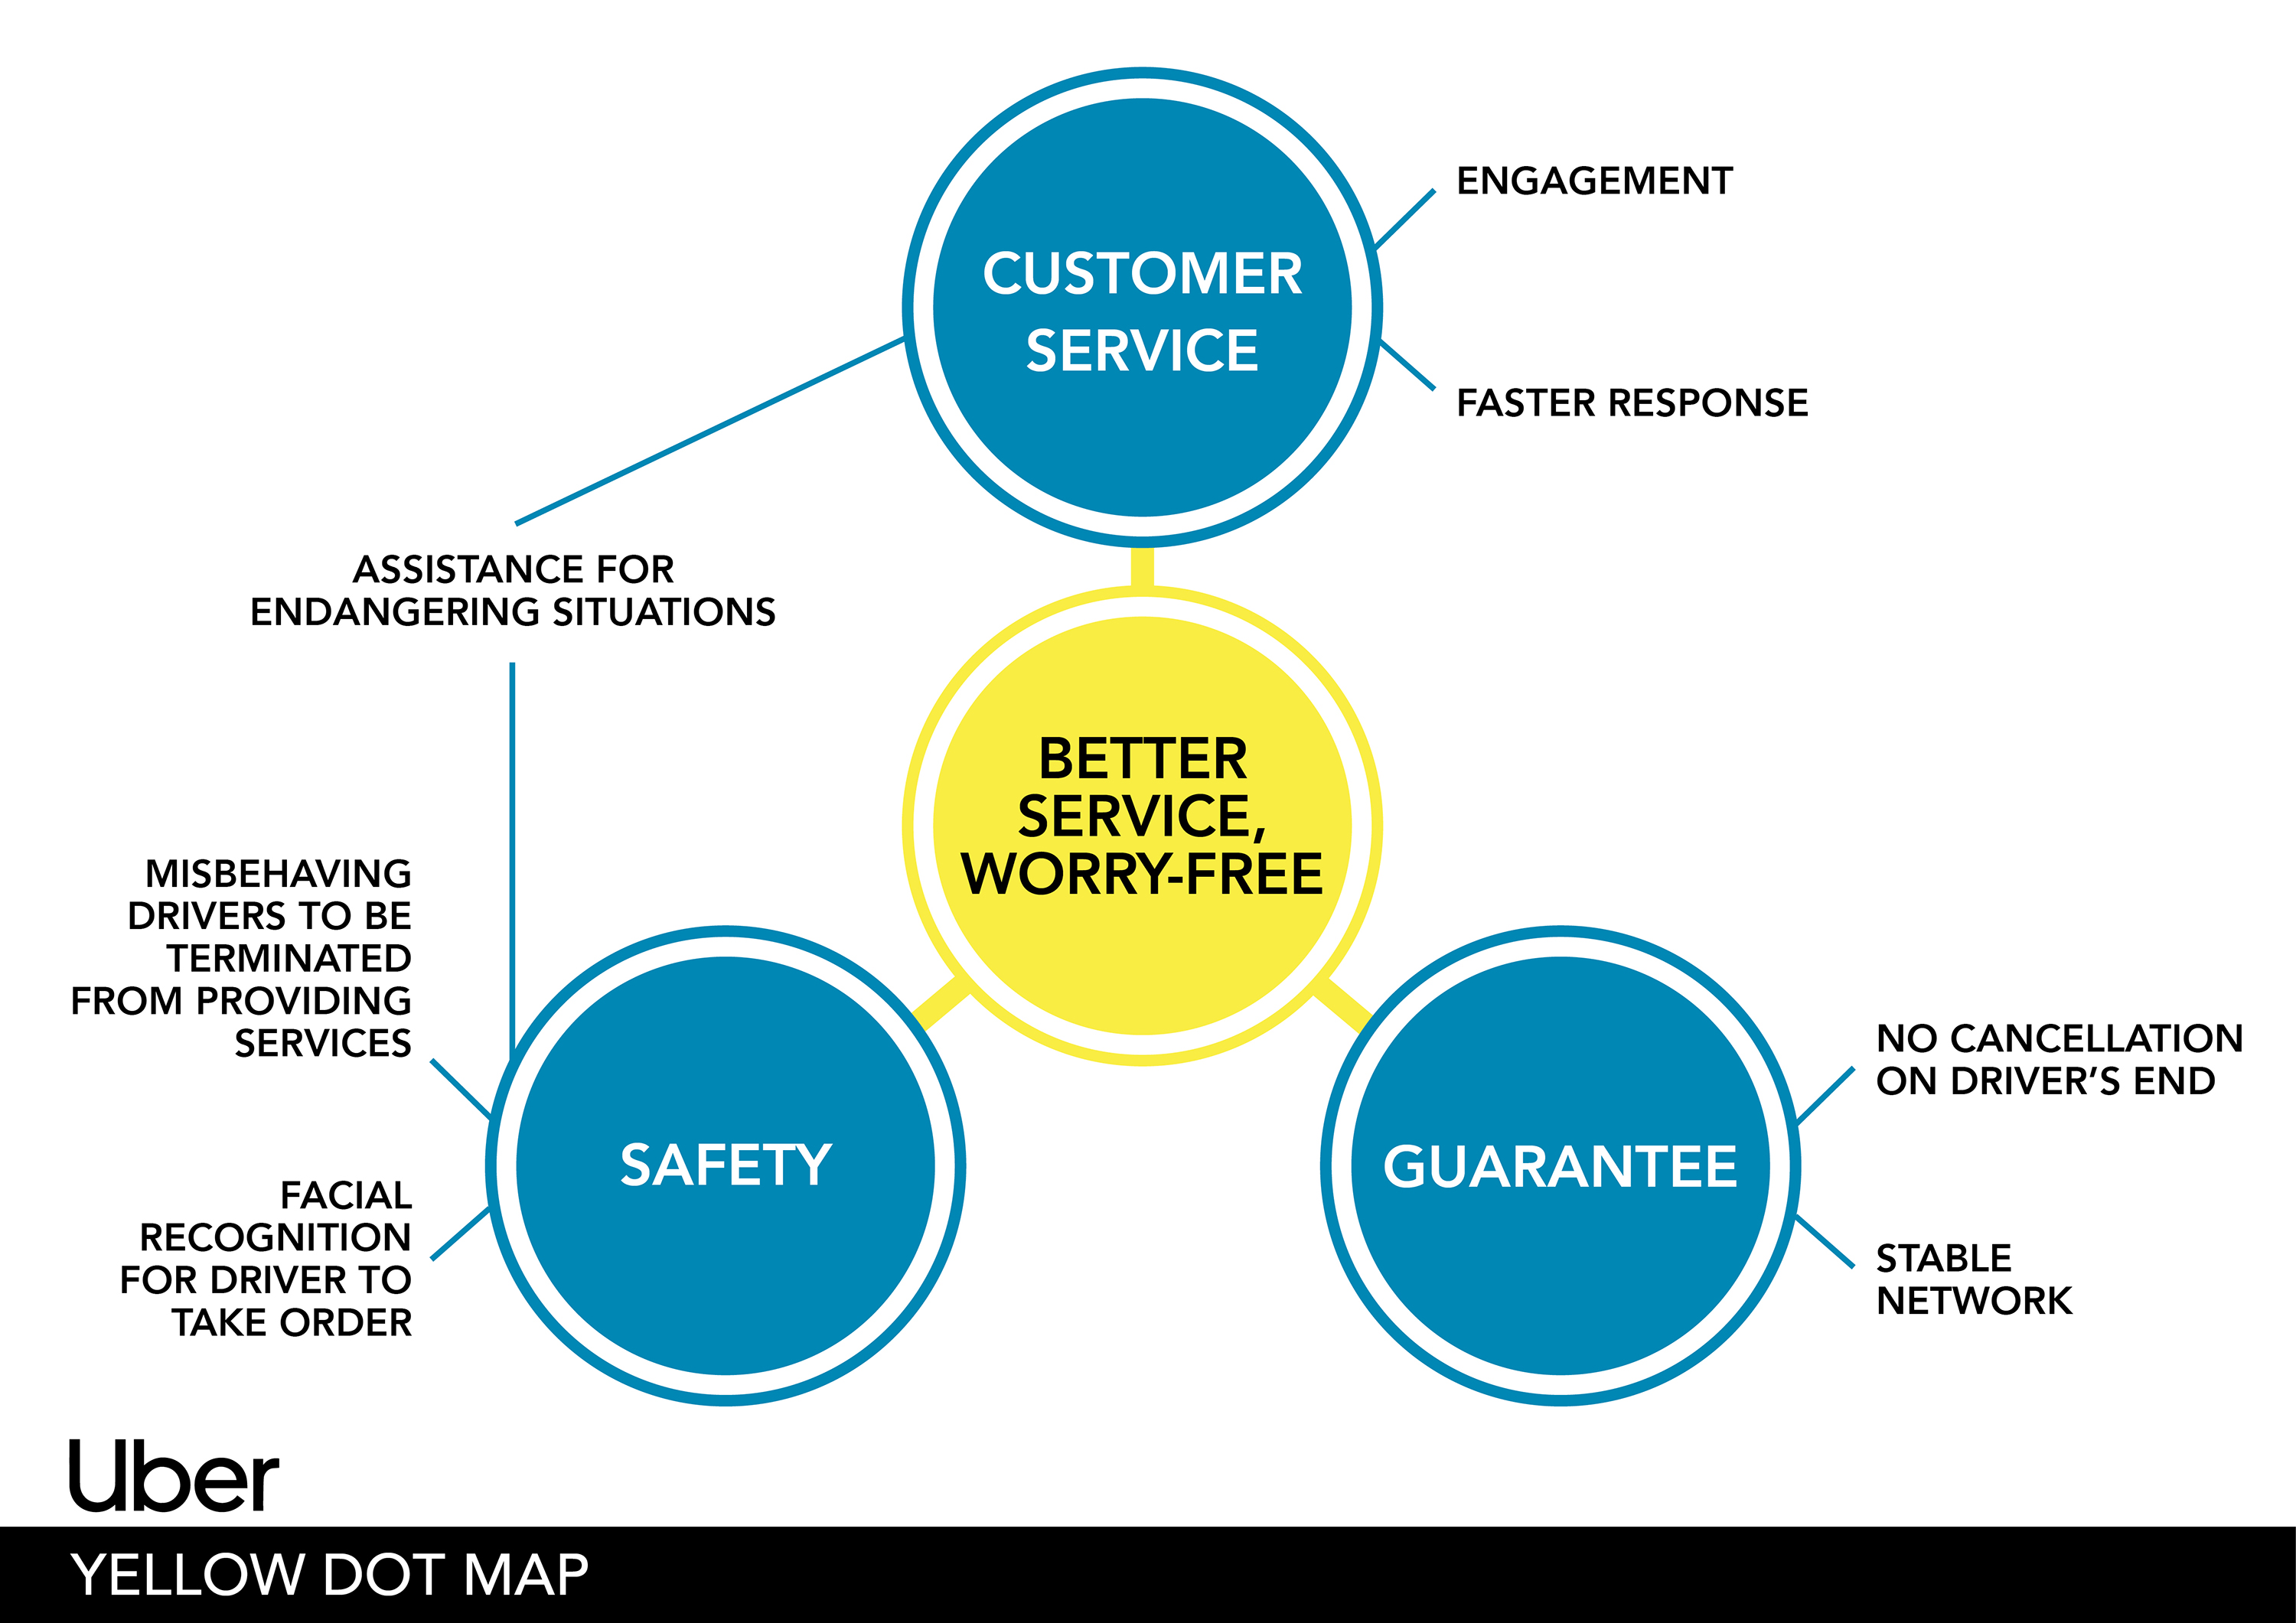 CUSTOMER
SERVICE
ENGAGEMENT
FASTER RESPONSE
ASSISTANCE FOR
ENDANGERING SITUATIONS
BETTER
SERVICE,
WORRY-FREE
MISBEHAVING
DRIVERS TO BE
TERMINATED
FROM PROVIDING
SERVICES
FACIAL
RECOGNITION
FOR DRIVER TO
TAKE ORDER
SAFETY
GUARANTEE
NO CANCELLATION
ON DRIVER’S END
STABLE
NETWORK
Uber
YELLOW DOT MAP